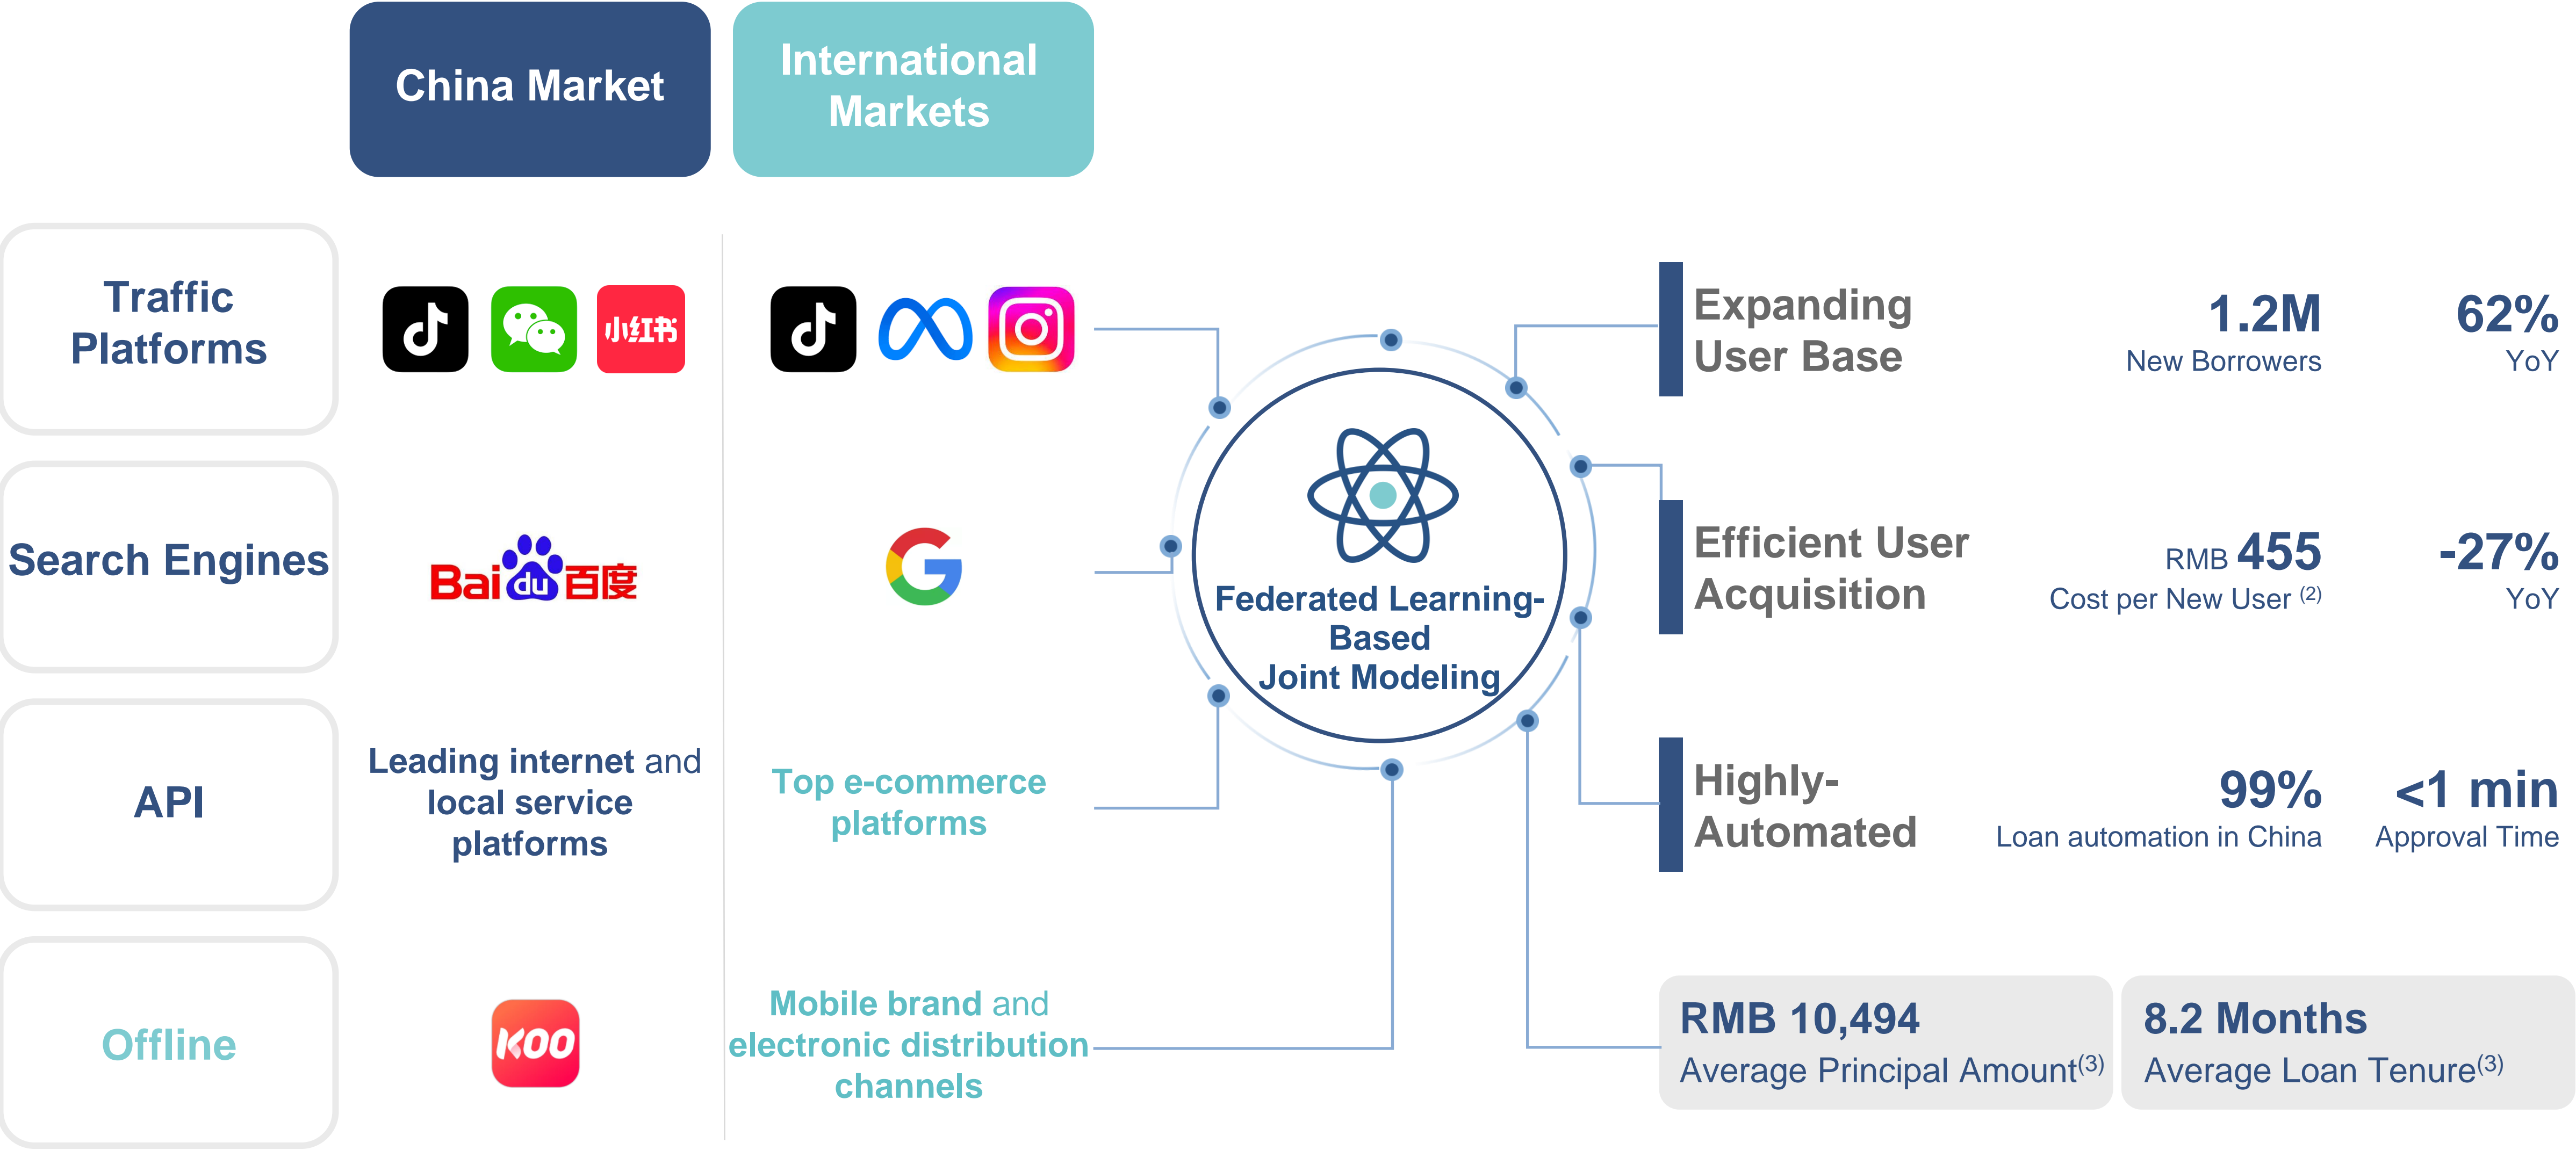 China Market
International
Markets
Traffic
Platforms
小红书
Expanding
User Base
1.2M
New Borrowers
62%
YoY
Search Engines
Bai du 百度
G
Federated Learning-
Based
Joint Modeling
Efficient User
Acquisition
RMB 455
Cost per New User (2)
-27%
YoY
API
Leading internet and
local service
platforms
Top e-commerce
platforms
Highly-
Automated
99%
Loan automation in China
<1 min
Approval Time
Offline
KOO
Mobile brand and
electronic distribution
channels
RMB 10,494
Average Principal Amount(3)
8.2 Months
Average Loan Tenure(3)